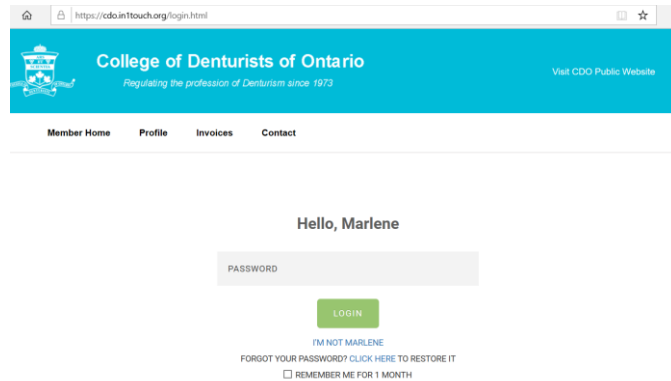 https://cdo.in1touch.org/login.html
College of Denturists of Ontario
Regulating the profession of Denturism since 1973
Visit CDO Public Website
Member Home Profile Invoices Contact
Hello, Marlene
PASSWORD
LOGIN
I'M NOT MARLENE
FORGOT YOUR PASSWORD? CLICK HERE TO RESTORE IT
REMEMBER ME FOR 1 MONTH